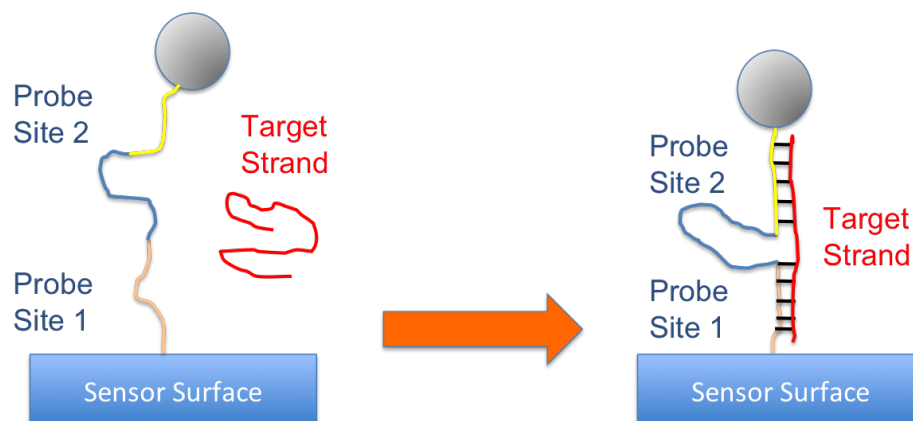 Probe
Site 2
Target
Strand
Probe
Site 1
Sensor Surface
Probe
Site 2
Target
Strand
Probe
Site 1
Sensor Surface